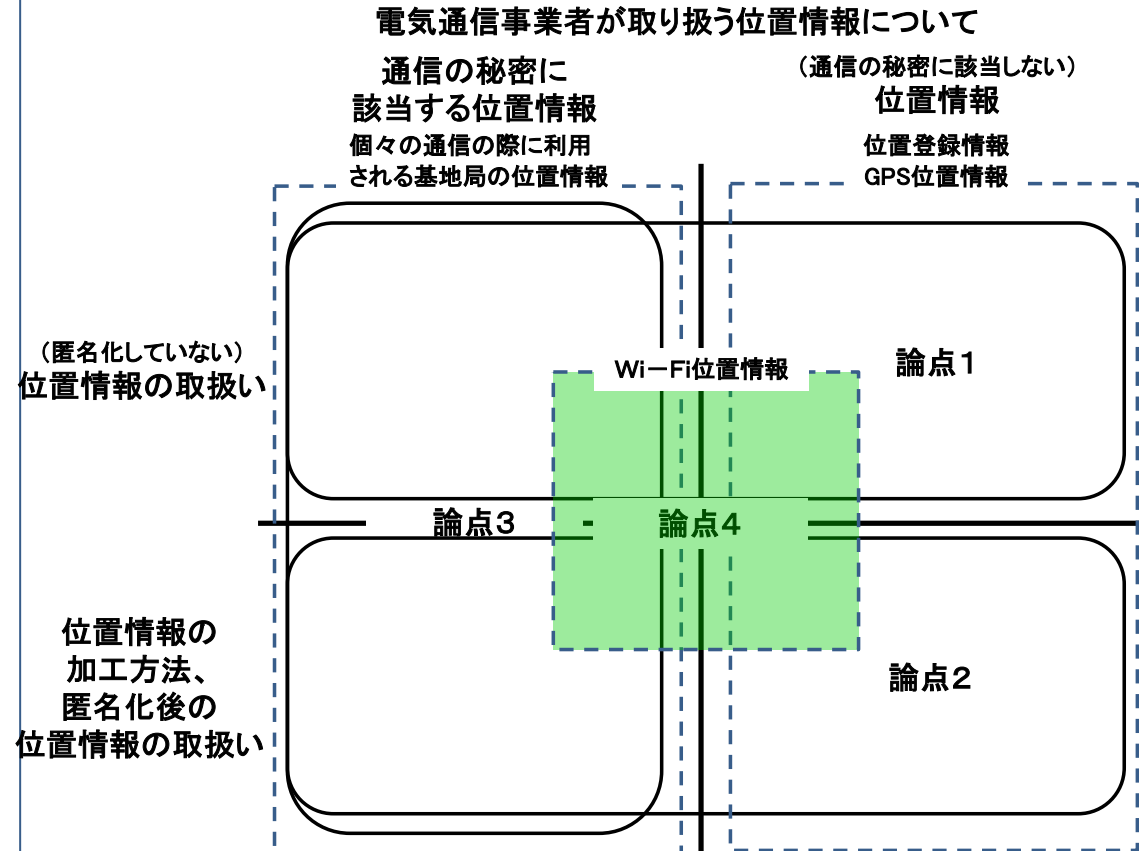 電気通信事業者が取り扱う位置情報について
通信の秘密に
該当する位置情報
個々の通信の際に利用
される基地局の位置情報
（通信の秘密に該当しない）
位置情報
位置登録情報
GPS位置情報
（匿名化していない）
位置情報の取扱い
Wi－Fi位置情報
論点１
論点３
論点４
位置情報の
加工方法、
匿名化後の
位置情報の取扱い
論点２